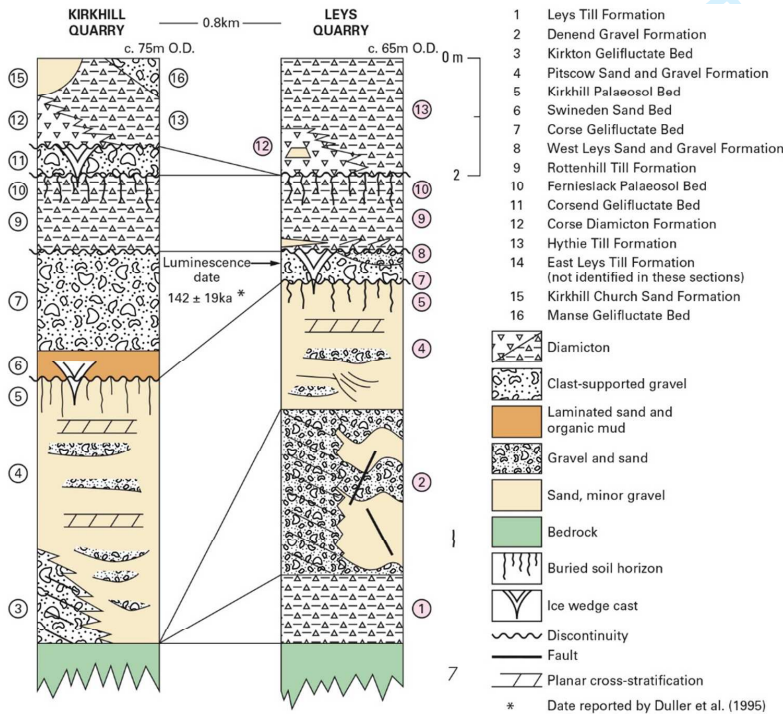 KIRKHILL
QUARRY
0.8km
LEYS
QUARRY
c. 75m O.D.
c. 65m O.D.
0 m
2
15
16
12
13
11
10
9
7
6
5
4
3
13
12
10
9
8
7
5
4
2
1
Luminescence
date
142 ± 19ka *
1 Leys Till Formation
2 Denend Gravel Formation
3 Kirkton Gelifluctate Bed
4 Pitscow Sand and Gravel Formation
5 Kirkhill Palaeosol Bed
6 Swineden Sand Bed
7 Corse Gelifluctate Bed
8 West Leys Sand and Gravel Formation
9 Rottenhill Till Formation
10 Fernieslack Palaeosol Bed
11 Corsend Gelifluctate Bed
12 Corse Diamicton Formation
13 Hythie Till Formation
14 East Leys Till Formation
(not identified in these sections)
15 Kirkhill Church Sand Formation
16 Manse Gelifluctate Bed
Diamicton
Clast-supported gravel
Laminated sand and
organic mud
Gravel and sand
Sand, minor gravel
Bedrock
Buried soil horizon
Ice wedge cast
Discontinuity
Fault
Planar cross-stratification
* Date reported by Duller et al. (1995)